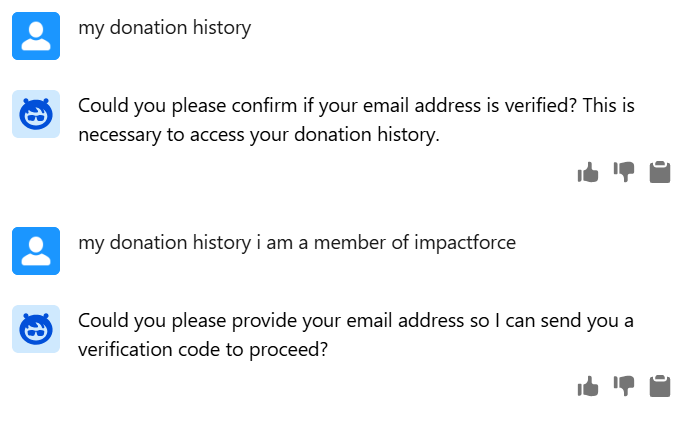 my donation history
Could you please confirm if your email address is verified? This is
necessary to access your donation history.
my donation history i am a member of impactforce
Could you please provide your email address so I can send you a
verification code to proceed?